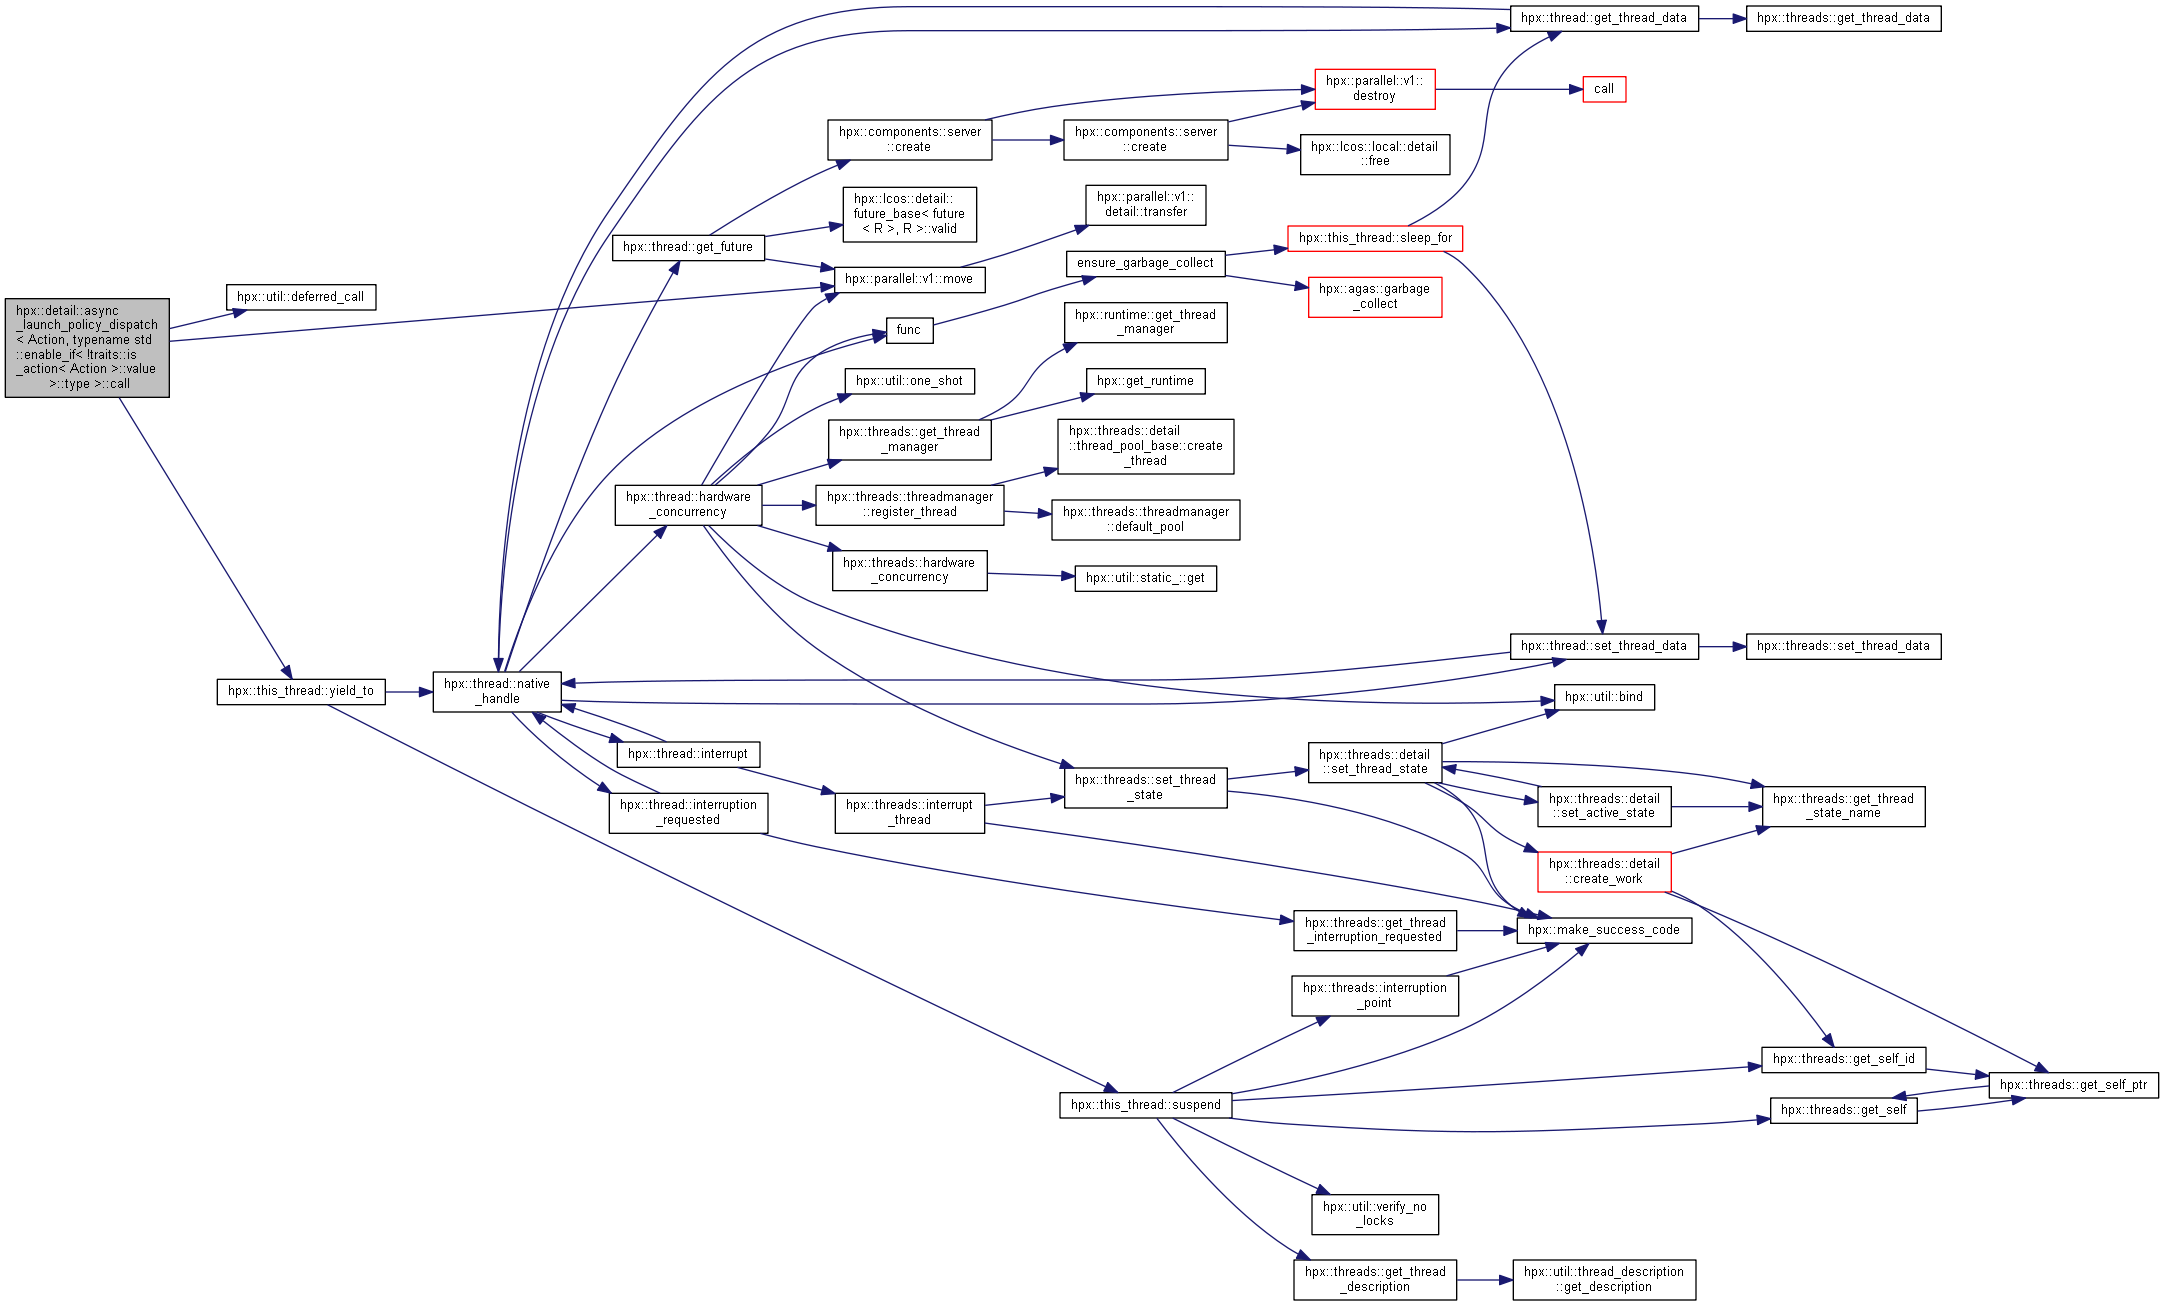 hpx::detail::async
_launch_policy_dispatch
< Action, typename std
::enable_if< !traits::is
_action< Action >::value
>::type >::call
hpx::util::deferred_call
hpx::this_thread::yield_to
hpx::thread::native
_handle
hpx::thread::get_future
hpx::thread::hardware
_concurrency
hpx::thread::interrupt
hpx::thread::interruption
_requested
hpx::components::server
::create
hpx::lcos::detail::
future_base< future
< R >, R >::valid
hpx::parallel::v1::move
func
hpx::util::one_shot
hpx::threads::get_thread
_manager
hpx::threads::threadmanager
::register_thread
hpx::threads::hardware
_concurrency
hpx::threads::interrupt
_thread
hpx::components::server
::create
hpx::parallel::v1::
detail::transfer
ensure_garbage_collect
hpx::runtime::get_thread
_manager
hpx::get_runtime
hpx::threads::detail
::thread_pool_base::create
_thread
hpx::threads::threadmanager
::default_pool
hpx::util::static_::get
hpx::threads::set_thread
_state
hpx::this_thread::suspend
hpx::parallel::v1::
destroy
hpx::lcos::local::detail
::free
hpx::this_thread::sleep_for
hpx::agas::garbage
_collect
hpx::threads::detail
::set_thread_state
hpx::threads::get_thread
_interruption_requested
hpx::threads::interruption
_point
hpx::util::verify_no
_locks
hpx::threads::get_thread
_description
hpx::thread::get_thread_data
call
hpx::thread::set_thread_data
hpx::util::bind
hpx::threads::detail
::set_active_state
hpx::threads::detail
::create_work
hpx::make_success_code
hpx::util::thread_description
::get_description
hpx::threads::get_thread_data
hpx::threads::set_thread_data
hpx::threads::get_thread
_state_name
hpx::threads::get_self_id
hpx::threads::get_self
hpx::threads::get_self_ptr